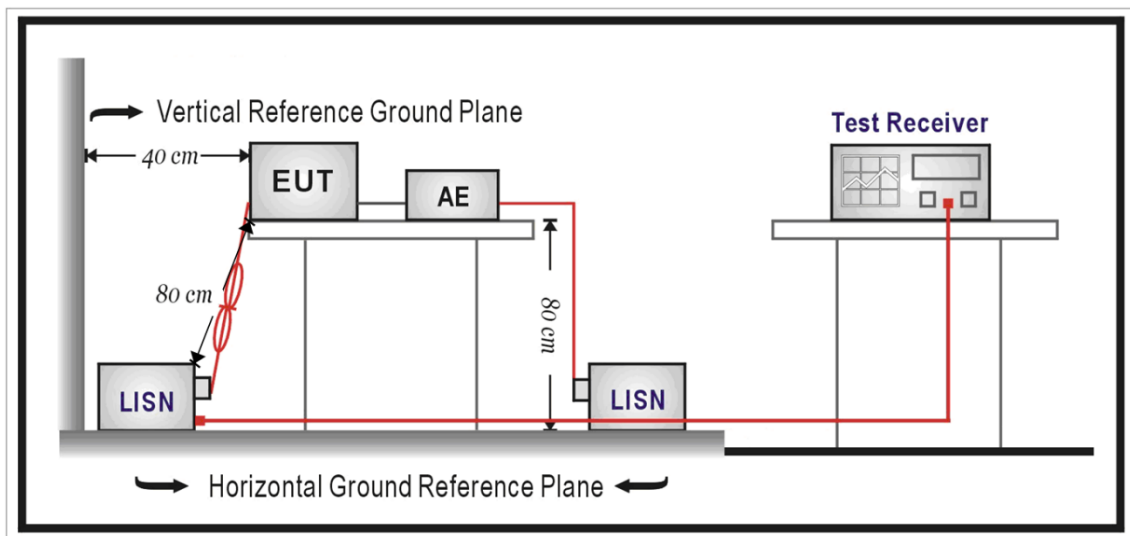 Vertical Reference Ground Plane
Test Receiver
40 cm
EUT
AE
80 cm
80 cm
LISN
LISN
Horizontal Ground Reference Plane